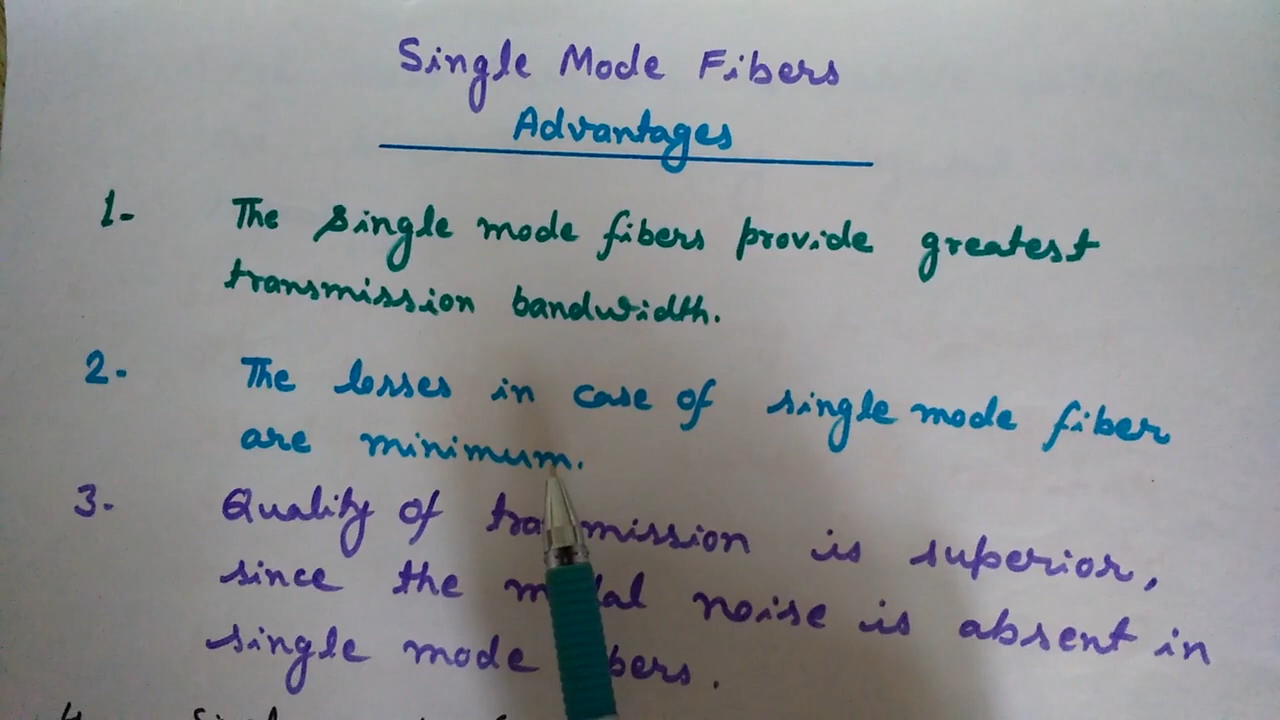 Single Mode Fibers
Advantages
1- The single mode fibers provide greatest
transmission bandwidth.
2- The losses in case of single mode fiber
are minimum.
3- Quality of mission is superior,
since the noise is absent in
single mode